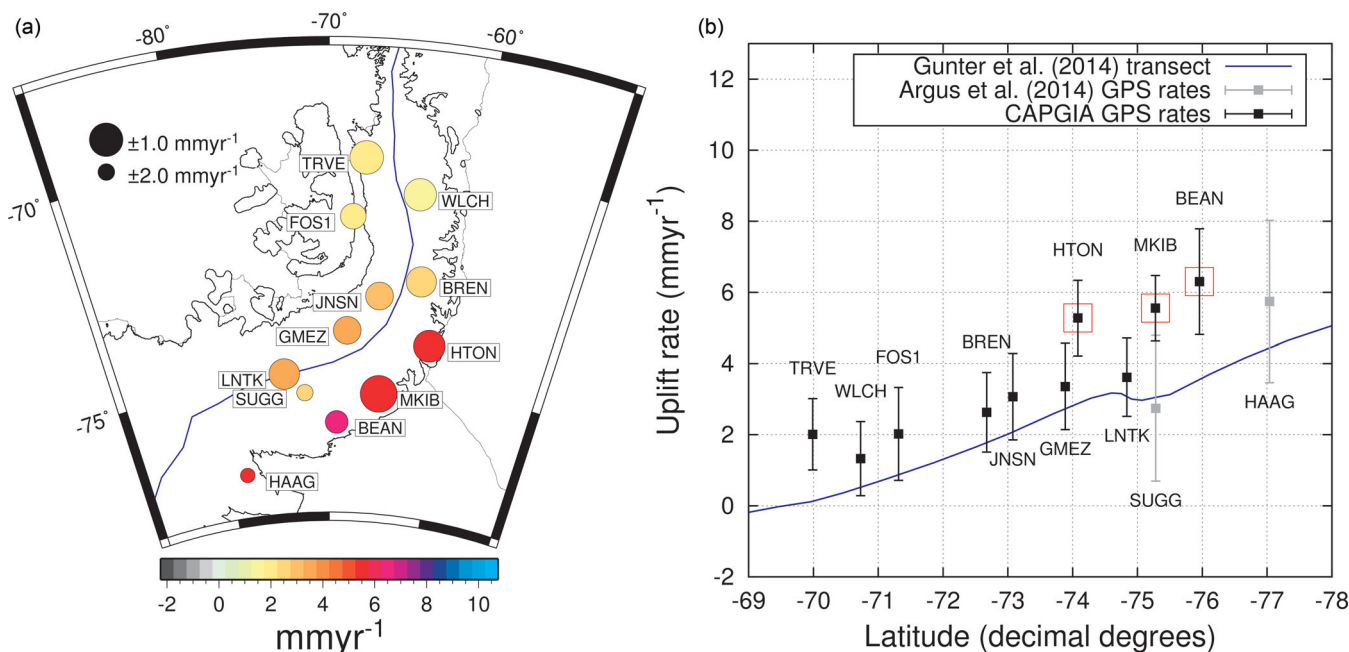 (a)
-80°
-70°
-60°
±1.0 mmyr-1
±2.0 mmyr-1
-70°
-75°
TRVE
WLCH
FOS1
BREN
JNSN
GMEZ
HTON
LNTK
SUGG
MKIB
BEAN
HAAG
-2 0 2 4 6 8 10
mmyr-1
(b)
Gunter et al. (2014) transect
Argus et al. (2014) GPS rates
CAPGIA GPS rates
Uplift rate (mmyr-1)
12
10
8
6
4
2
0
-2
BEAN
HTON
MKIB
BREN
FOS1
TRVE
WLCH
HAAG
GMEZ
LNTK
JNSN
SUGG
-69 -70 -71 -72 -73 -74 -75 -76 -77 -78
Latitude (decimal degrees)